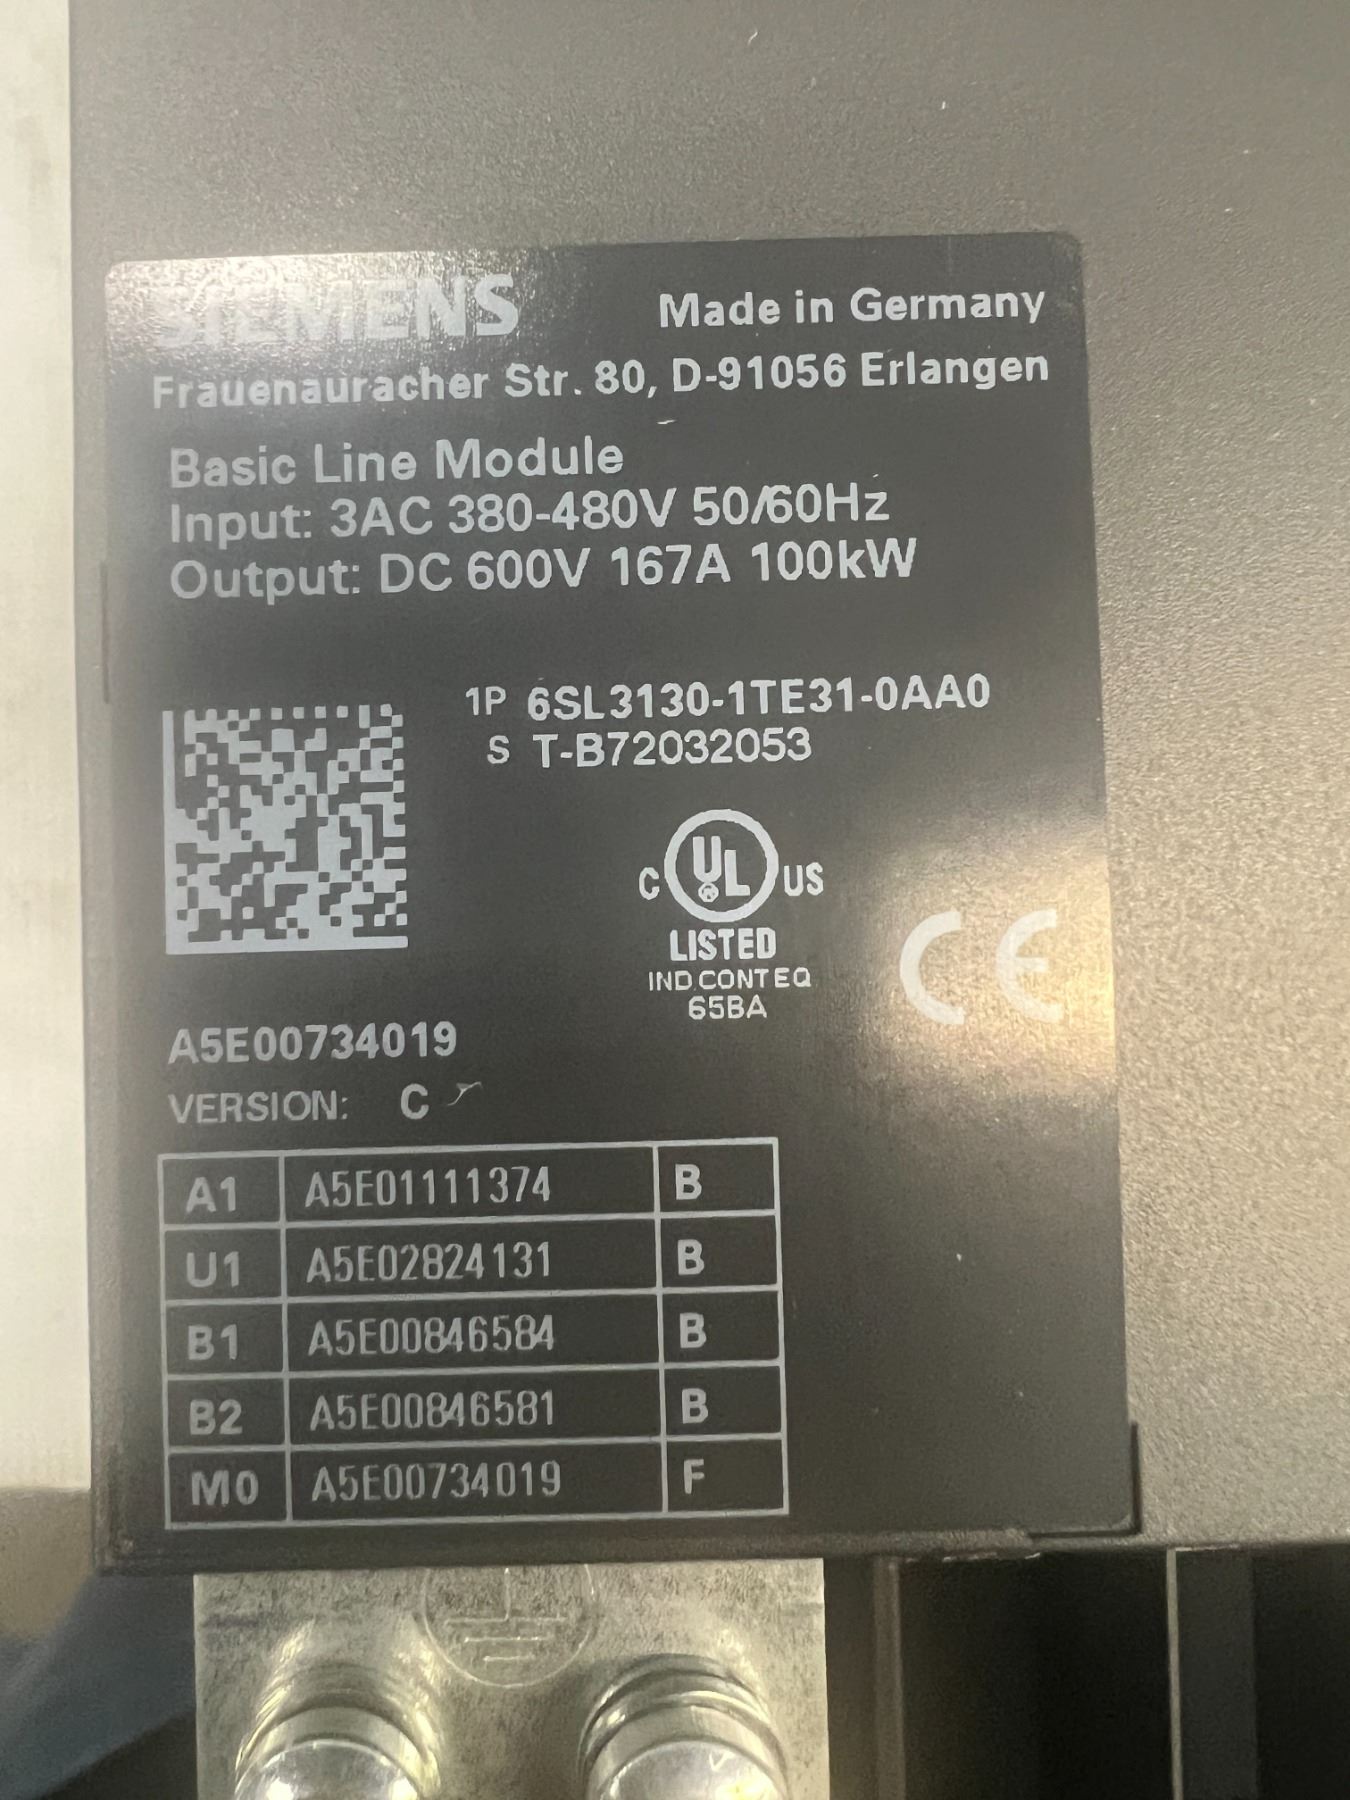 SIEMENS Made in Germany
Frauenauracher Str. 80, D-91056 Erlangen
Basic Line Module
Input: 3AC 380-480V 50/60Hz
Output: DC 600V 167A 100kW
1P 6SL3130-1TE31-0AA0
S T-B72032053
C UL US
LISTED
IND.CONT EQ
65BA
CE
A5E00734019
VERSION: C
A1 A5E01111374 B
U1 A5E02824131 B
B1 A5E00846584 B
B2 A5E00846581 B
M0 A5E00734019 F